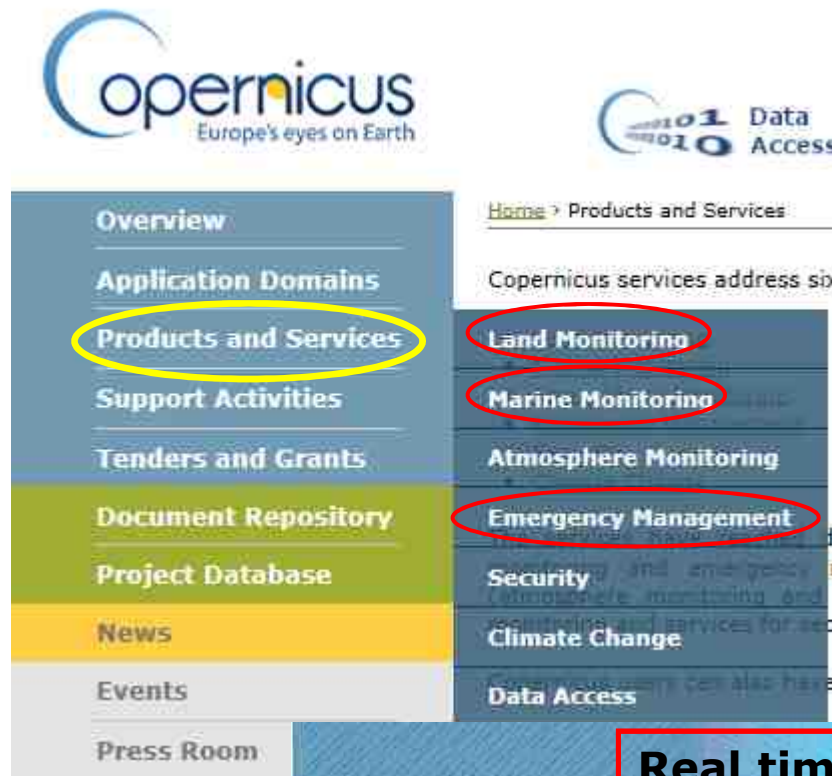 Copernicus
Europe's eyes on Earth
Data
Access
Overview
Application Domains
Products and Services
Support Activities
Tenders and Grants
Document Repository
Project Database
News
Events
Press Room
Home › Products and Services
Copernicus services address six
Land Monitoring
Marine Monitoring
Atmosphere Monitoring
Emergency Management
Security
Climate Change
Data Access
Real tim